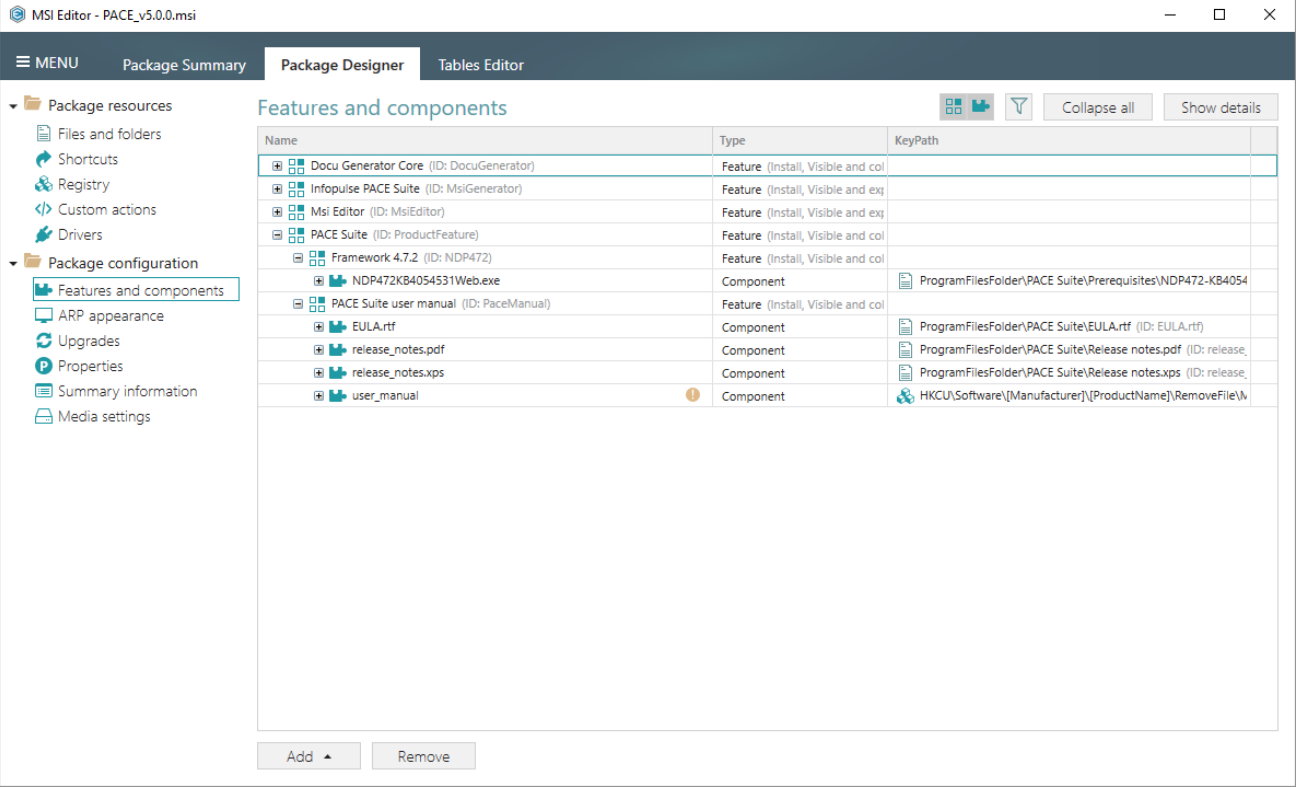 MSI Editor - PACE_v5.0.0.msi
MENU Package Summary Package Designer Tables Editor
Package resources
Files and folders
Shortcuts
Registry
Custom actions
Drivers
Package configuration
Features and components
ARP appearance
Upgrades
Properties
Summary information
Media settings
Features and components Collapse all Show details
Name Type KeyPath
Docu Generator Core (ID: DocuGenerator) Feature (Install, Visible and col
Infopulse PACE Suite (ID: MsiGenerator) Feature (Install, Visible and exp
Msi Editor (ID: MsiEditor) Feature (Install, Visible and exp
PACE Suite (ID: ProductFeature) Feature (Install, Visible and col
Framework 4.7.2 (ID: NDP472) Feature (Install, Visible and col
NDP472KB4054531Web.exe Component ProgramFilesFolder\PACE Suite\Prerequisites\NDP472-KB4054
PACE Suite user manual (ID: PaceManual) Feature (Install, Visible and col
EULA.rtf Component ProgramFilesFolder\PACE Suite\EULA.rtf (ID: EULA.rtf)
release_notes.pdf Component ProgramFilesFolder\PACE Suite\Release notes.pdf (ID: release_
release_notes.xps Component ProgramFilesFolder\PACE Suite\Release notes.xps (ID: release_
user_manual Component HKCU\Software\[Manufacturer]\[ProductName]\RemoveFile\M
Add Remove